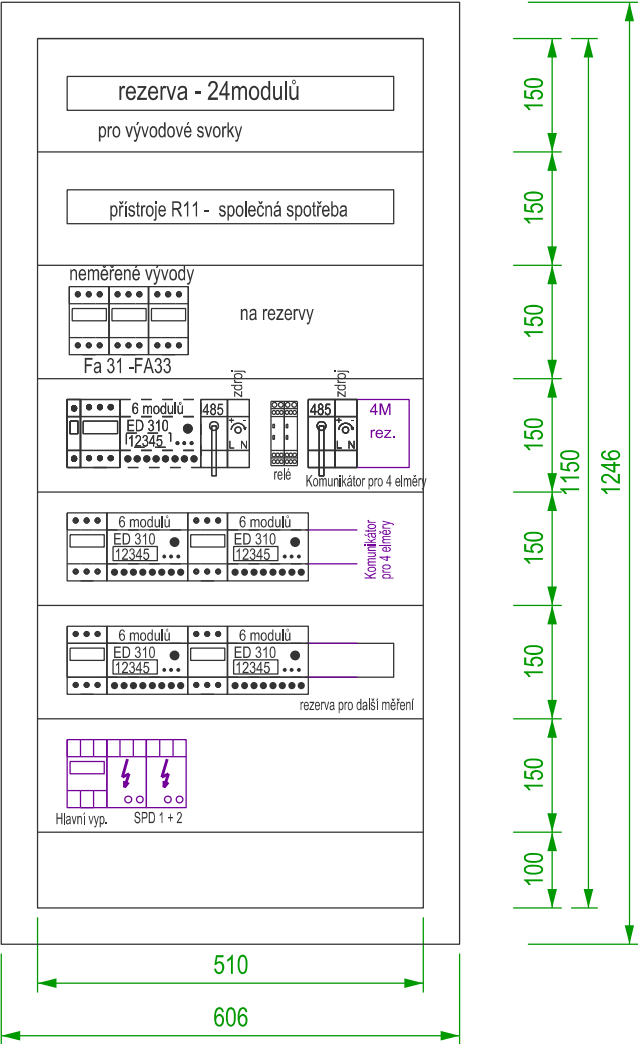 rezerva - 24modulů
pro vývodové svorky
přístroje R11 - společná spotřeba
neměřené vývody
na rezervy
Fa 31 -FA33
zdroj
zdroj
6 modulů
ED 310
12345
485
L N
relé
485
L N
4M
rez.
Komunikátor pro 4 elměry
6 modulů
ED 310
12345
6 modulů
ED 310
12345
Komunikátor
pro 4 elměry
6 modulů
ED 310
12345
6 modulů
ED 310
12345
rezerva pro další měření
Hlavní vyp.
SPD 1 + 2
150
150
150
150
150
150
150
100
1150
1246
510
606